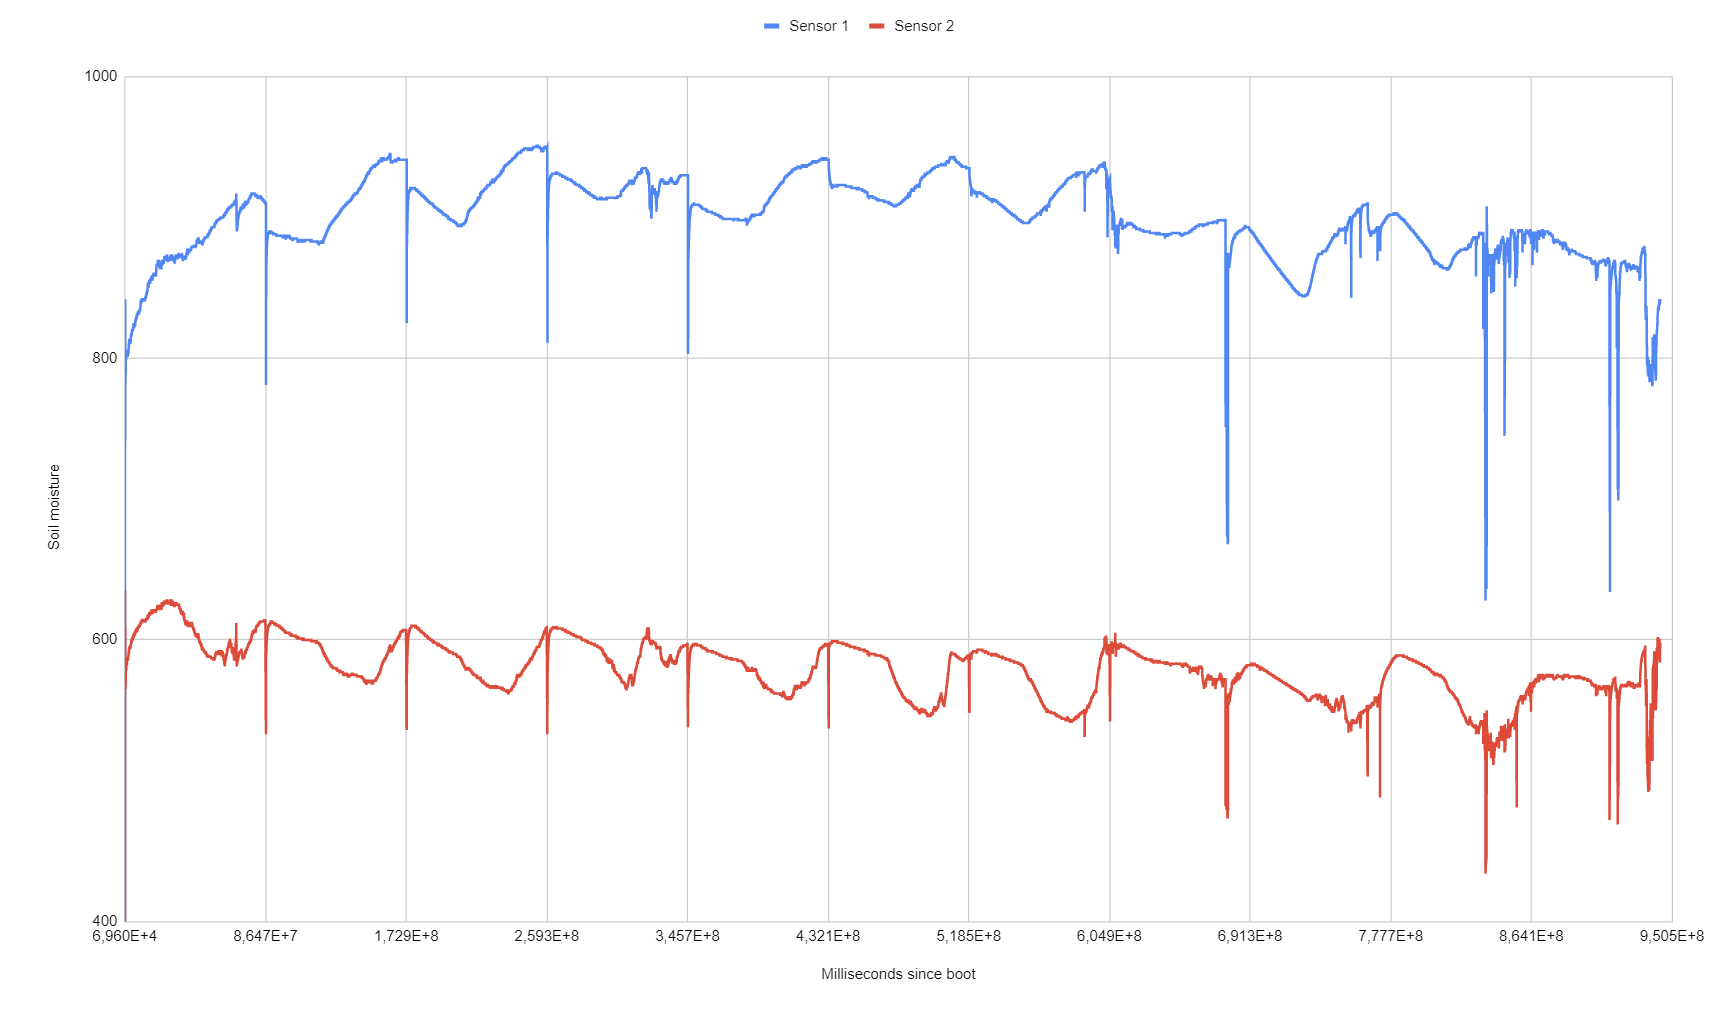 Sensor 1 Sensor 2
1000
800
600
400
Soil moisture
6,960E+4 8,647E+7 1,729E+8 2,593E+8 3,457E+8 4,321E+8 5,185E+8 6,049E+8 6,913E+8 7,777E+8 8,641E+8 9,505E+8
Milliseconds since boot